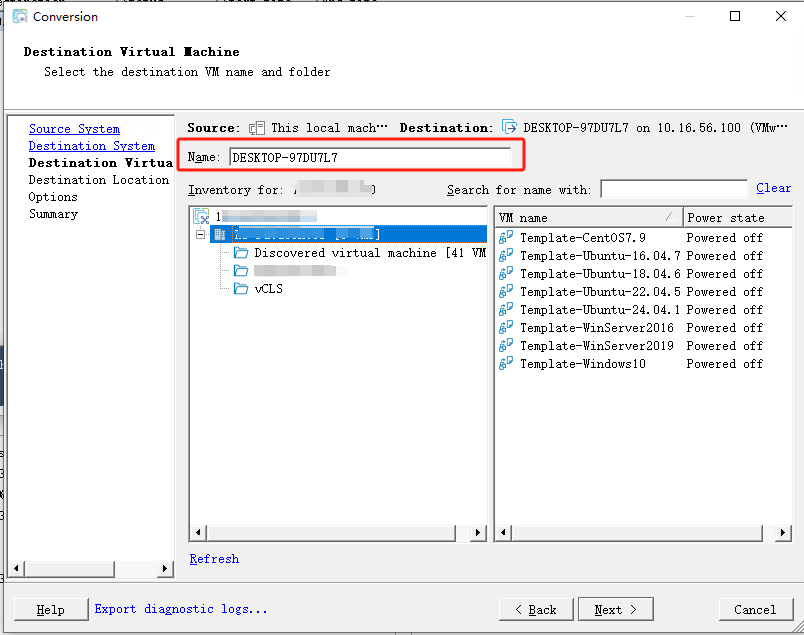 Conversion
Destination Virtual Machine
Select the destination VM name and folder
Source System
Destination System
Destination Virtua
Destination Location
Options
Summary
Source: This local mach··· Destination: DESKTOP-97DU7L7 on 10.16.56.100 (VMw···
Name: DESKTOP-97DU7L7
Inventory for: Search for name with: Clear
VM name Power state
Discovered virtual machine [41 VM
vCLS
Template-CentOS7.9 Powered off
Template-Ubuntu-16.04.7 Powered off
Template-Ubuntu-18.04.6 Powered off
Template-Ubuntu-22.04.5 Powered off
Template-Ubuntu-24.04.1 Powered off
Template-WinServer2016 Powered off
Template-WinServer2019 Powered off
Template-Windows10 Powered off
Refresh
Help Export diagnostic logs... < Back Next > Cancel